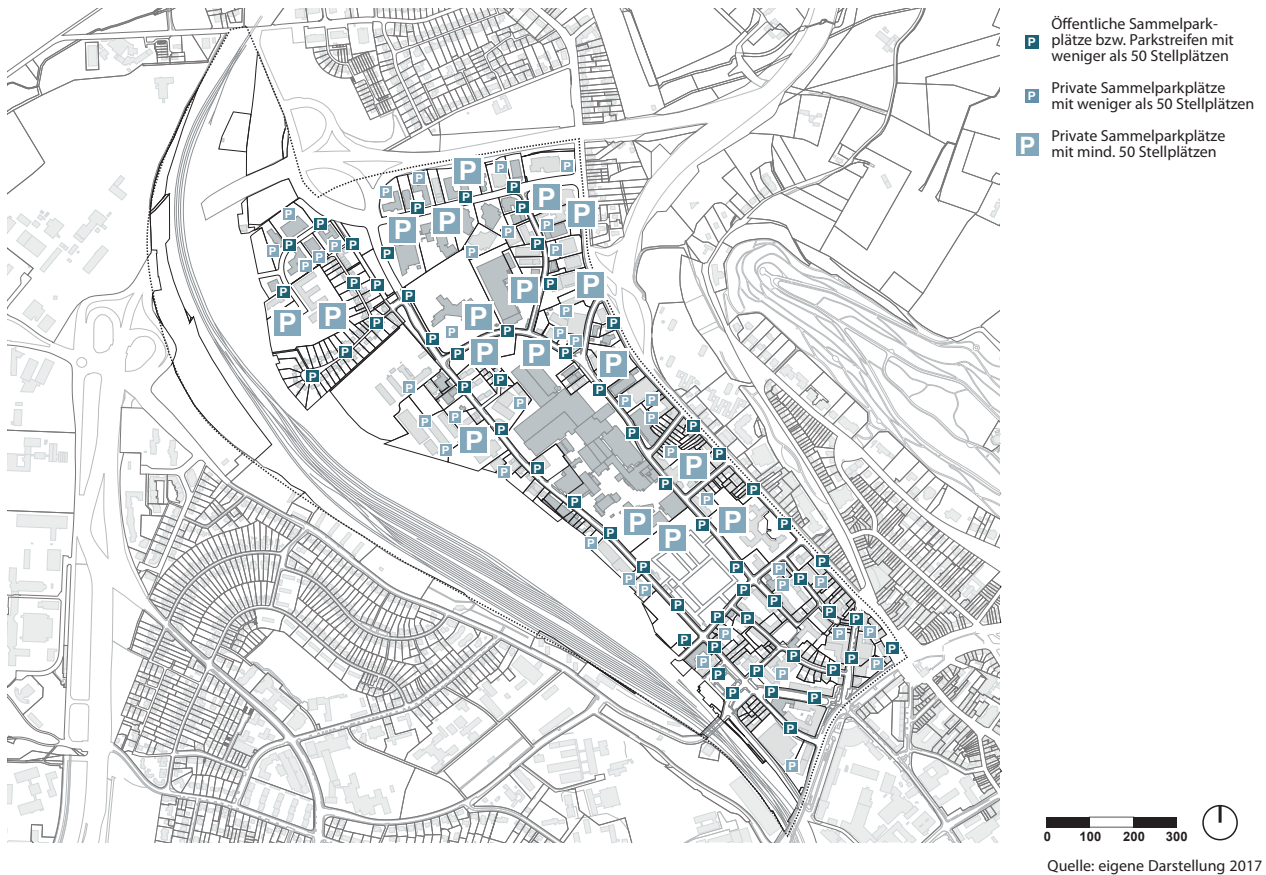 Öffentliche Sammelpark-
plätze bzw. Parkstreifen mit
weniger als 50 Stellplätzen
Private Sammelparkplätze
mit weniger als 50 Stellplätzen
Private Sammelparkplätze
mit mind. 50 Stellplätzen
0 100 200 300
Quelle: eigene Darstellung 2017